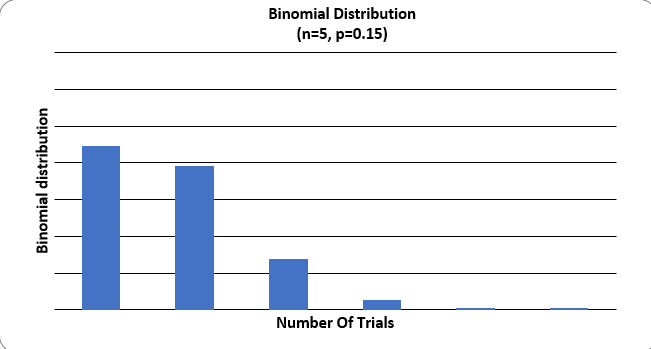 Binomial Distribution
(n=5, p=0.15)
Binomial distribution
Number Of Trials